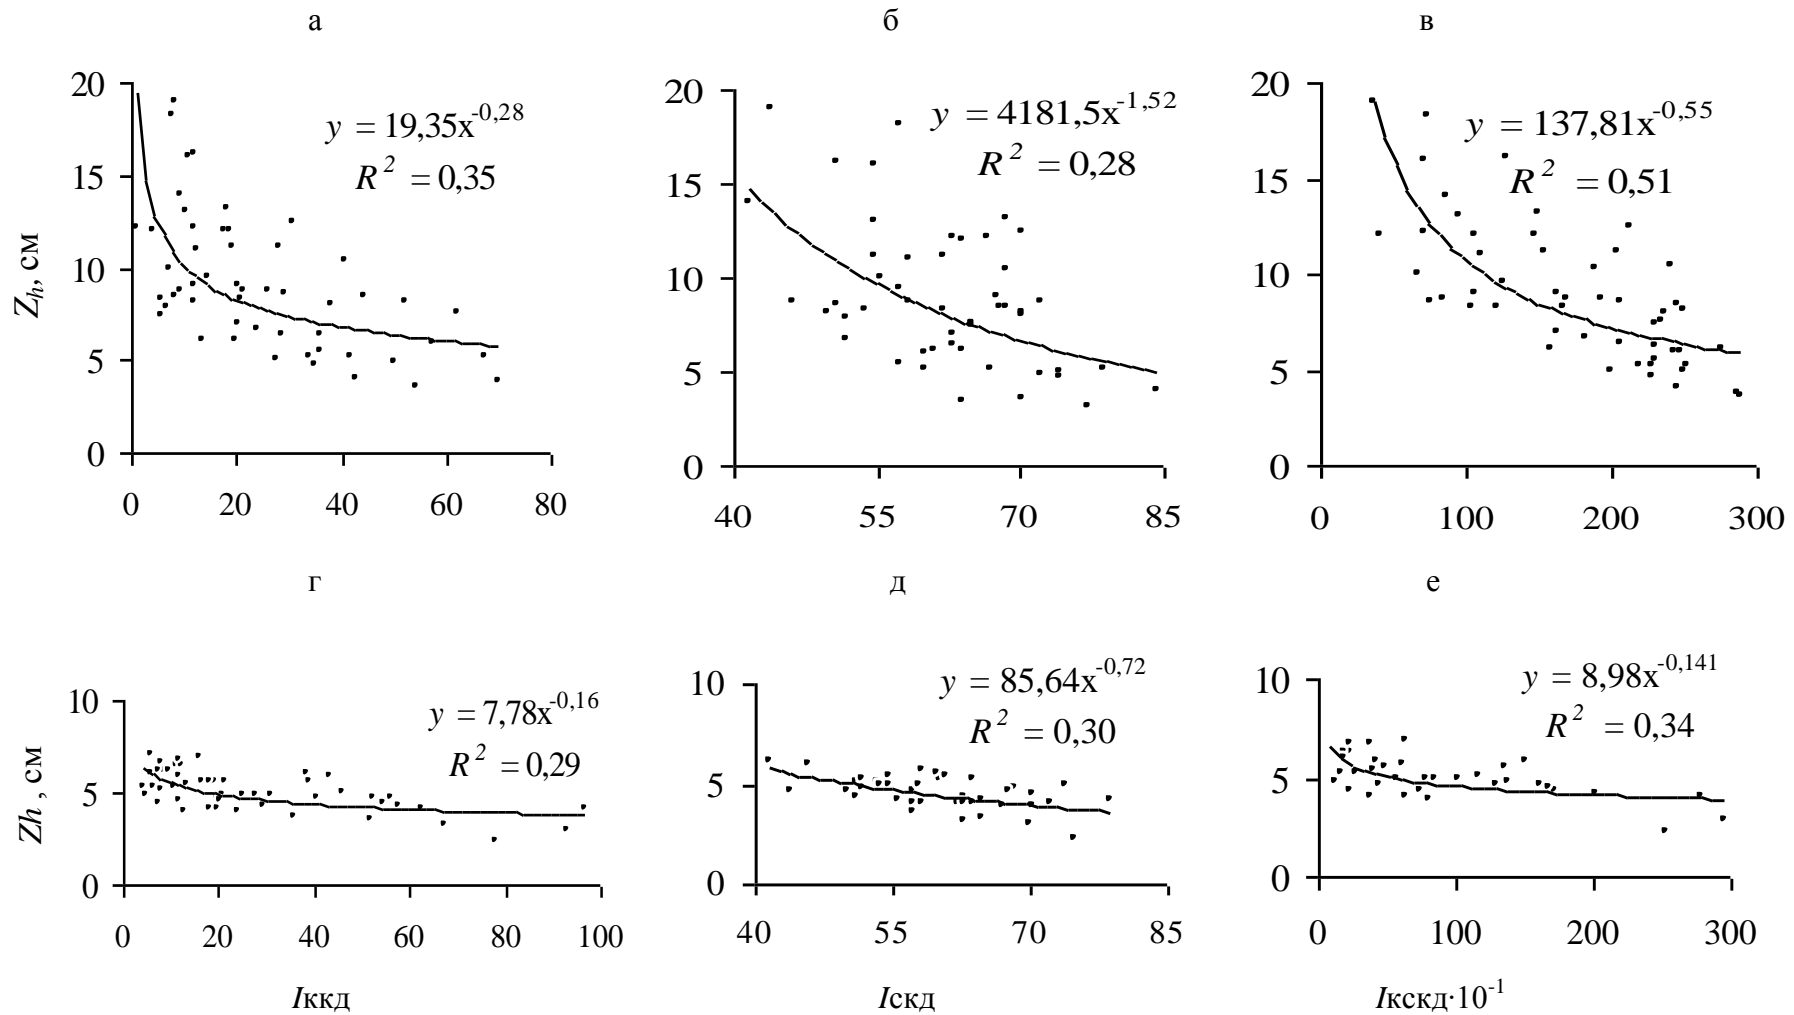 а б в
20 20 20
y = 19,35x^-0,28 y = 4181,5x^-1,52 y = 137,81x^-0,55
R² = 0,35 R² = 0,28 R² = 0,51
15 15 15
Z_h, см
10 10 10
5 5 5
0 0 0
0 20 40 60 80 40 55 70 85 0 100 200 300
г д е
10 10 10
y = 7,78x^-0,16 y = 85,64x^-0,72 y = 8,98x^-0,141
R² = 0,29 R² = 0,30 R² = 0,34
Zh , см
5 5 5
0 0 0
0 20 40 60 80 100 40 55 70 85 0 100 200 300
Iккд Iскд Iкскд·10^-1